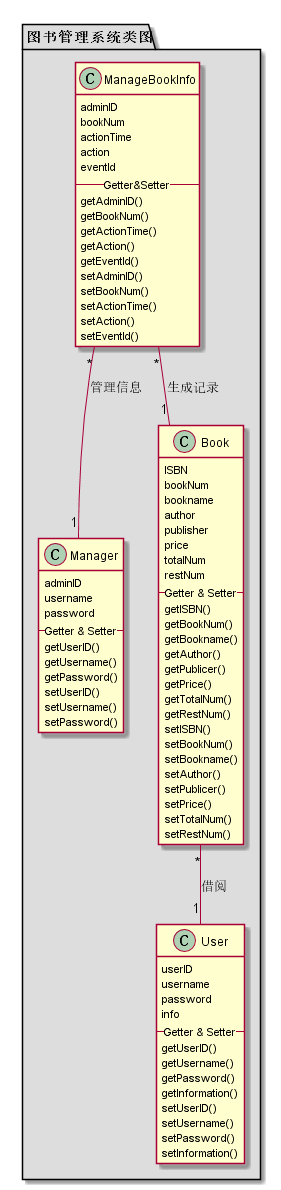 图书管理系统类图
C ManageBookInfo
adminID
bookNum
actionTime
action
eventId
Getter&Setter
getAdminID()
getBookNum()
getActionTime()
getAction()
getEventId()
setAdminID()
setBookNum()
setActionTime()
setAction()
setEventId()
* *
管理信息 生成记录
1
C Book
ISBN
bookNum
bookname
author
publisher
price
totalNum
restNum
Getter & Setter
getISBN()
getBookNum()
getBookname()
getAuthor()
getPublicer()
getPrice()
getTotalNum()
getRestNum()
setISBN()
setBookNum()
setBookname()
setAuthor()
setPublicer()
setPrice()
setTotalNum()
setRestNum()
1
C Manager
adminID
username
password
Getter & Setter
getUserID()
getUsername()
getPassword()
setUserID()
setUsername()
setPassword()
*
借阅
1
C User
userID
username
password
info
Getter & Setter
getUserID()
getUsername()
getPassword()
getInformation()
setUserID()
setUsername()
setPassword()
setInformation()